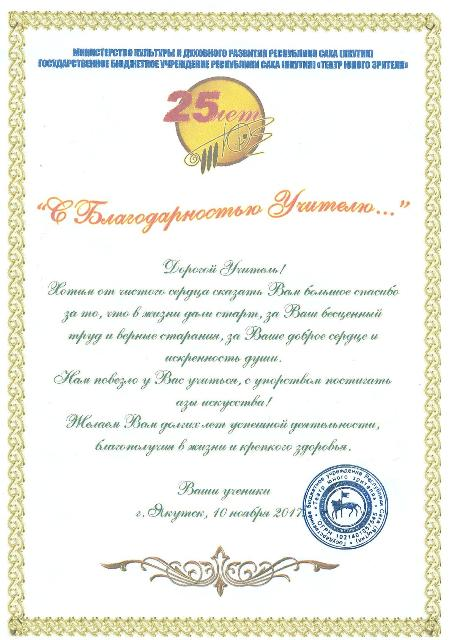 МИНИСТЕРСТВО КУЛЬТУРЫ И ДУХОВНОГО РАЗВИТИЯ РЕСПУБЛИКИ САХА (ЯКУТИЯ)
ГОСУДАРСТВЕННОЕ БЮДЖЕТНОЕ УЧРЕЖДЕНИЕ РЕСПУБЛИКИ САХА (ЯКУТИЯ) «ТЕАТР ЮНОГО ЗРИТЕЛЯ»
25 лет
ТЮЗ
“С Благодарностью Учителю...”
Дорогой Учитель!
Хотим от чистого сердца сказать Вам большое спасибо
за то, что в жизни дали старт, за Ваш бесценный
труд и верные старания, за Ваше доброе сердце и
искренность души.
Нам повезло у Вас учиться, с упорством постигать
азы искусства!
Желаем Вам долгих лет успешной деятельности,
благополучия в жизни и крепкого здоровья.
Ваши ученики
г. Якутск, 10 ноября 2017